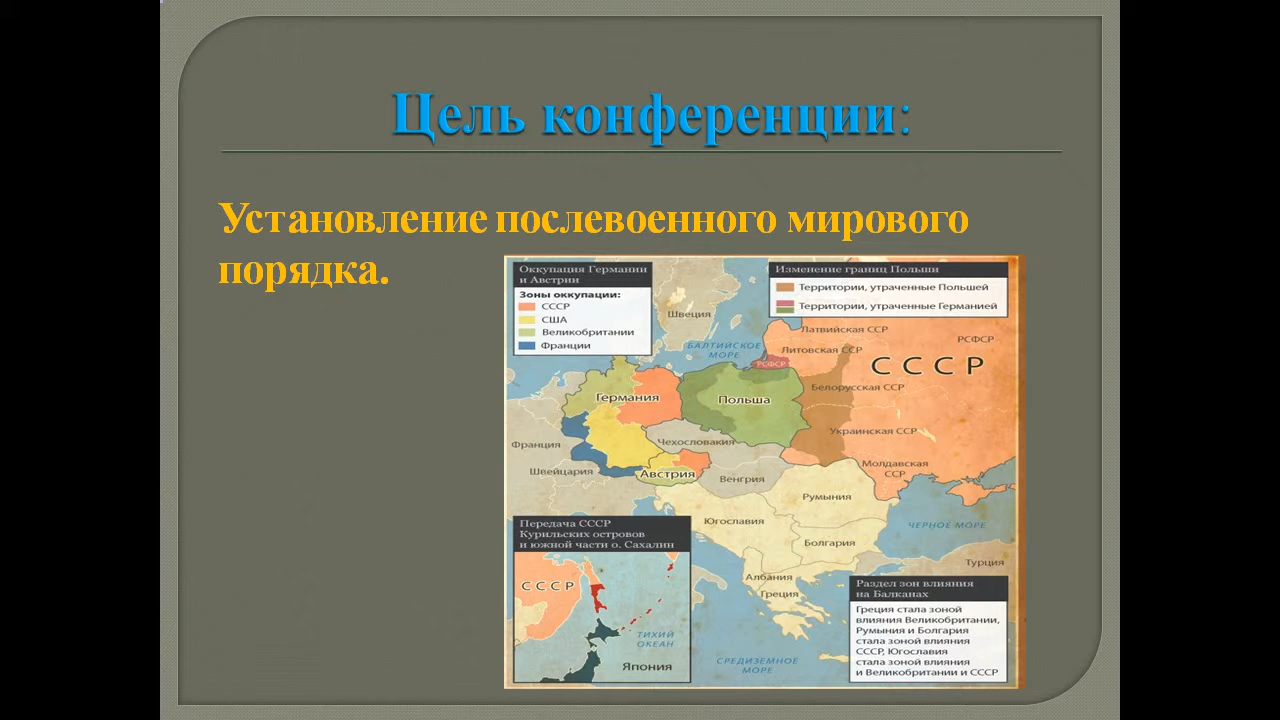 Цель конференции:
Установление послевоенного мирового
порядка.
Оккупация Германии
и Австрии
Зоны оккупации:
СССР
США
Великобритании
Франции
Изменение границ Польши
Территории, утраченные Польшей
Территории, утраченные Германией
Швеция
БАЛТИЙСКОЕ
МОРЕ
Латвийская ССР
РСФСР
Литовская ССР
РСФСР
СССР
Белорусская ССР
Германия
Польша
Украинская ССР
Франция
Чехословакия
Швейцария
Австрия
Венгрия
Молдавская
ССР
Румыния
Югославия
ЧЕРНОЕ МОРЕ
Болгария
Турция
Албания
Греция
СРЕДИЗЕМНОЕ
МОРЕ
Передача СССР
Курильских островов
и южной части о. Сахалин
СССР
ТИХИЙ
ОКЕАН
Япония
Раздел зон влияния
на Балканах
Греция стала зоной
влияния Великобритании,
Румыния и Болгария
стала зоной влияния
СССР, Югославия
стала зоной влияния
и Великобритании и СССР